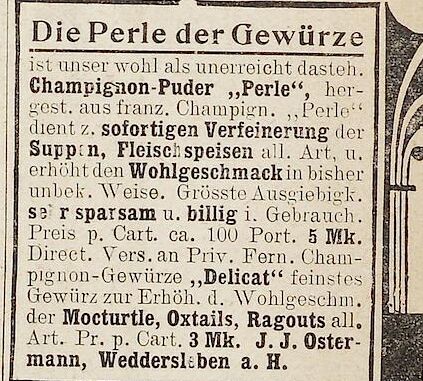 Die Perle der Gewürze
ist unser wohl als unerreicht dasteh.
Champignon-Puder „Perle“, her-
gest. aus franz. Champign. „Perle“
dient z. sofortigen Verfeinerung der
Suppen, Fleischspeisen all. Art, u.
erhöht den Wohlgeschmack in bisher
unbek. Weise. Grösste Ausgiebigk.
sehr sparsam u. billig i. Gebrauch.
Preis p. Cart. ca. 100 Port. 5 Mk.
Direct. Vers. an Priv. Fern. Cham-
pignon-Gewürze „Delicat“ feinstes
Gewürz zur Erhöh. d. Wohlgeschm.
der Mocturtle, Oxtails, Ragouts all.
Art. Pr. p. Cart. 3 Mk. J. J. Oster-
mann, Weddersleben a. H.